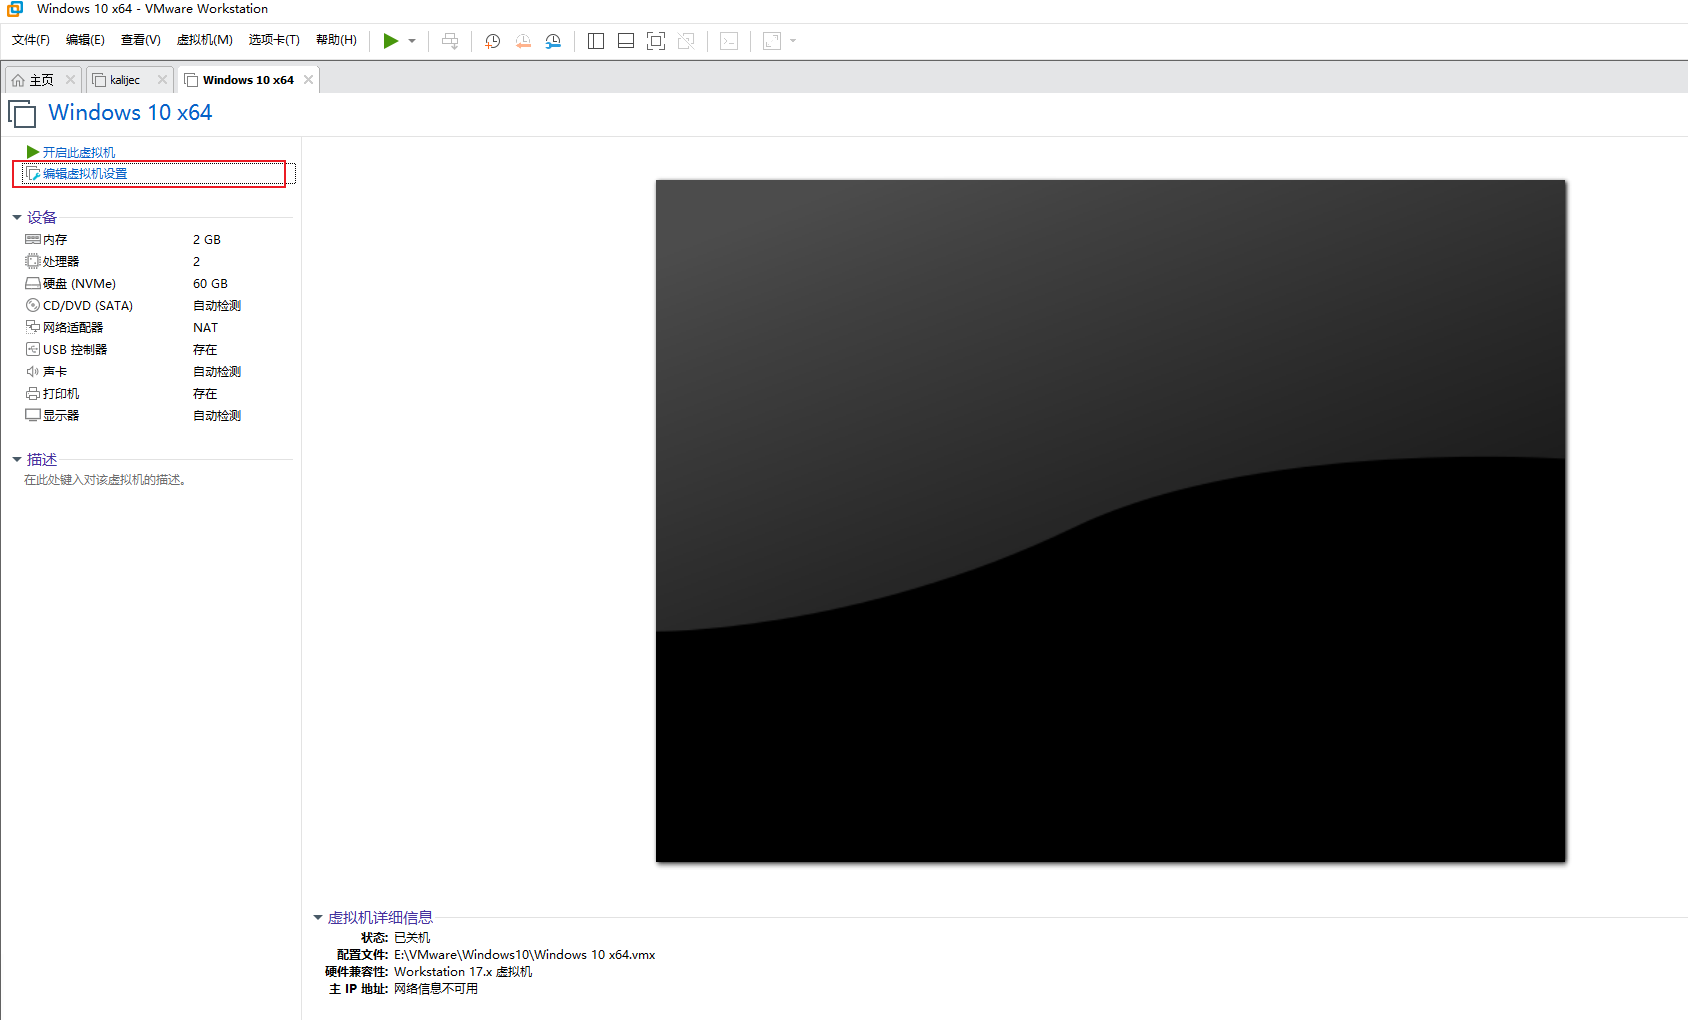 Windows 10 x64 - VMware Workstation
文件(F) 编辑(E) 查看(V) 虚拟机(M) 选项卡(T) 帮助(H)
主页 kalijec Windows 10 x64
Windows 10 x64
开启此虚拟机
编辑虚拟机设置
设备
内存 2 GB
处理器 2
硬盘 (NVMe) 60 GB
CD/DVD (SATA) 自动检测
网络适配器 NAT
USB 控制器 存在
声卡 自动检测
打印机 存在
显示器 自动检测
描述
在此处键入对该虚拟机的描述。
虚拟机详细信息
状态: 已关机
配置文件: E:\VMware\Windows10\Windows 10 x64.vmx
硬件兼容性: Workstation 17.x 虚拟机
主 IP 地址: 网络信息不可用